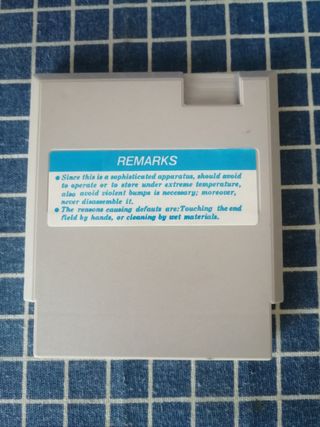 REMARKS
● Since this is a sophisticated apparatus, should avoid
to operate or to store under extreme temperature,
also avoid violent bumps is necessary; moreover,
never disassemble it.
● The reasons causing defauts are:Touching the end
field by hands, or cleaning by wet materials.